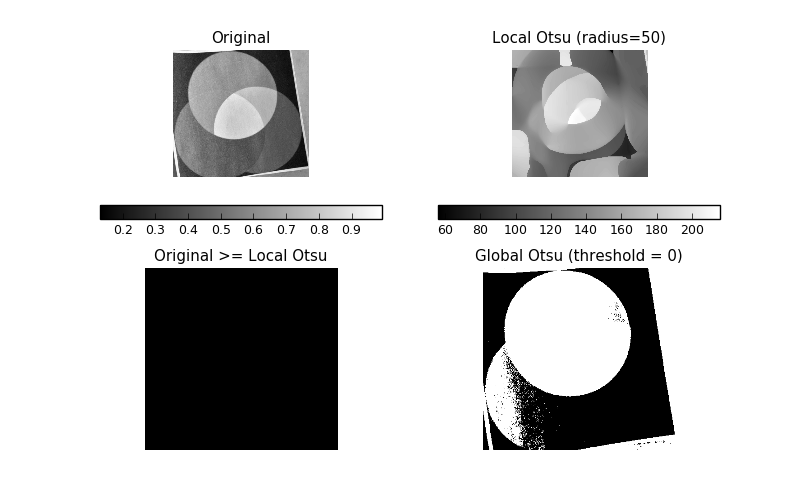 Original
Local Otsu (radius=50)
0.2 0.3 0.4 0.5 0.6 0.7 0.8 0.9
60 80 100 120 140 160 180 200
Original >= Local Otsu
Global Otsu (threshold = 0)